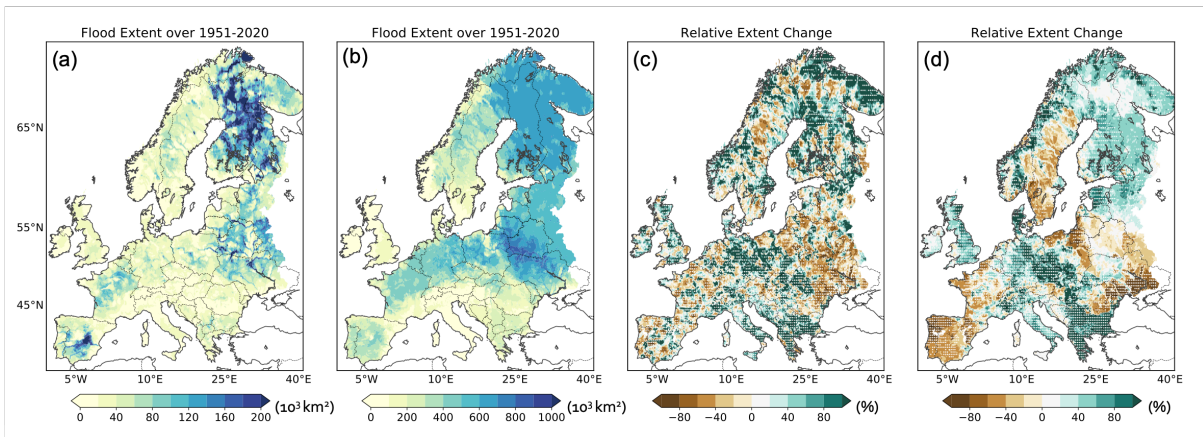 Flood Extent over 1951-2020
Flood Extent over 1951-2020
Relative Extent Change
Relative Extent Change
(a)
(b)
(c)
(d)
65°N
55°N
45°N
5°W 10°E 25°E 40°E
5°W 10°E 25°E 40°E
5°W 10°E 25°E 40°E
5°W 10°E 25°E 40°E
0 40 80 120 160 200 (10³ km²)
0 200 400 600 800 1000 (10³ km²)
−80 −40 0 40 80 (%)
−80 −40 0 40 80 (%)